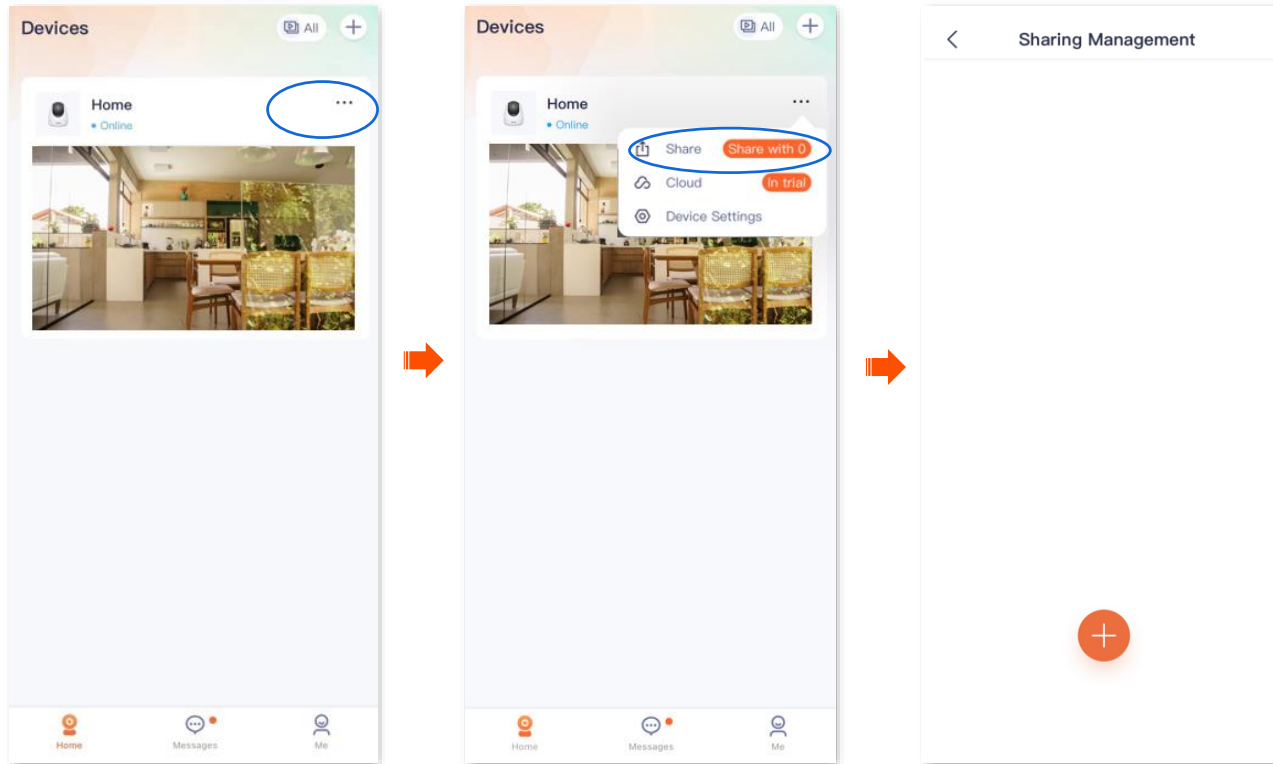 Devices
All
Home
• Online
Home
Messages
Me
Devices
All
Home
• Online
Share Share with 0
Cloud In trial
Device Settings
Home
Messages
Me
Sharing Management